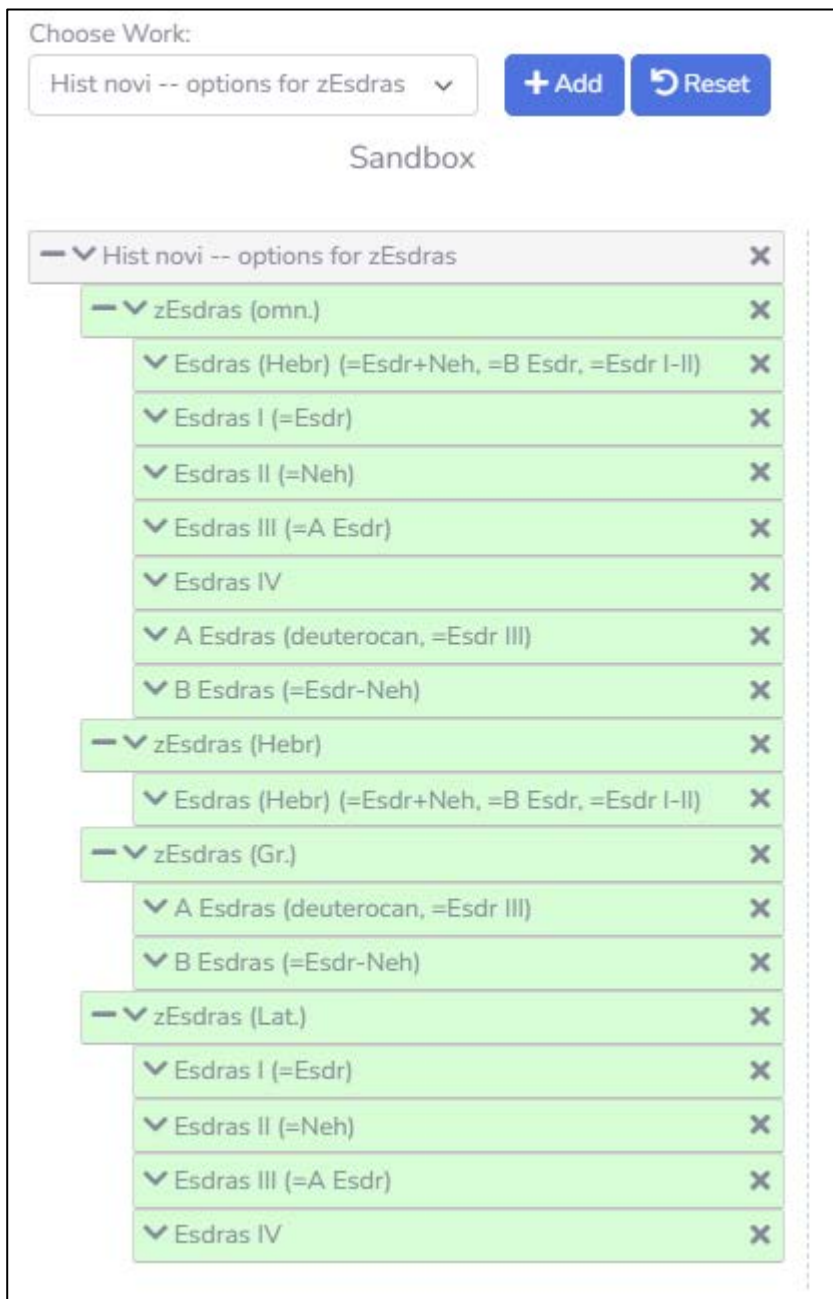 Choose Work:
Hist novi -- options for zEsdras Add Reset
Sandbox
Hist novi -- options for zEsdras
zEsdras (omn.)
Esdras (Hebr) (=Esdr+Neh, =B Esdr, =Esdr I-II)
Esdras I (=Esdr)
Esdras II (=Neh)
Esdras III (=A Esdr)
Esdras IV
A Esdras (deuterocan, =Esdr III)
B Esdras (=Esdr-Neh)
zEsdras (Hebr)
Esdras (Hebr) (=Esdr+Neh, =B Esdr, =Esdr I-II)
zEsdras (Gr.)
A Esdras (deuterocan, =Esdr III)
B Esdras (=Esdr-Neh)
zEsdras (Lat.)
Esdras I (=Esdr)
Esdras II (=Neh)
Esdras III (=A Esdr)
Esdras IV